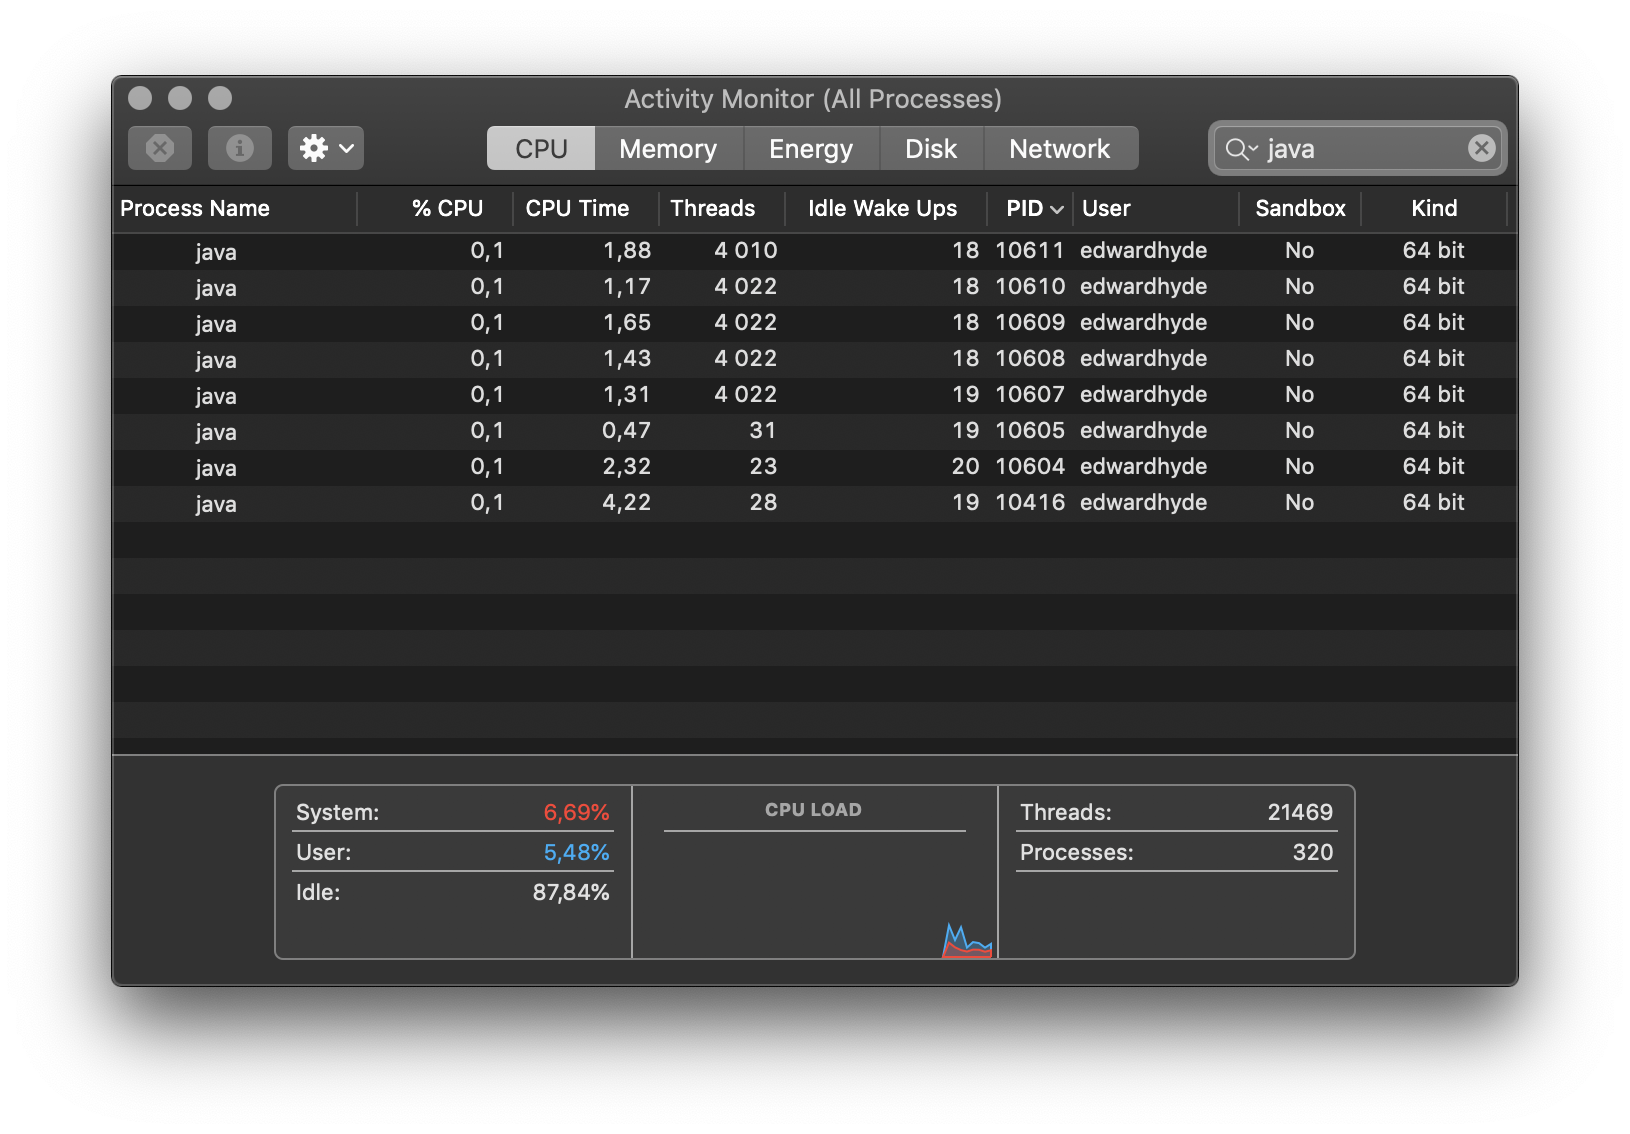 Activity Monitor (All Processes)
CPU Memory Energy Disk Network java
Process Name % CPU CPU Time Threads Idle Wake Ups PID User Sandbox Kind
java 0,1 1,88 4 010 18 10611 edwardhyde No 64 bit
java 0,1 1,17 4 022 18 10610 edwardhyde No 64 bit
java 0,1 1,65 4 022 18 10609 edwardhyde No 64 bit
java 0,1 1,43 4 022 18 10608 edwardhyde No 64 bit
java 0,1 1,31 4 022 19 10607 edwardhyde No 64 bit
java 0,1 0,47 31 19 10605 edwardhyde No 64 bit
java 0,1 2,32 23 20 10604 edwardhyde No 64 bit
java 0,1 4,22 28 19 10416 edwardhyde No 64 bit
System: 6,69% CPU LOAD Threads: 21469
User: 5,48% Processes: 320
Idle: 87,84%